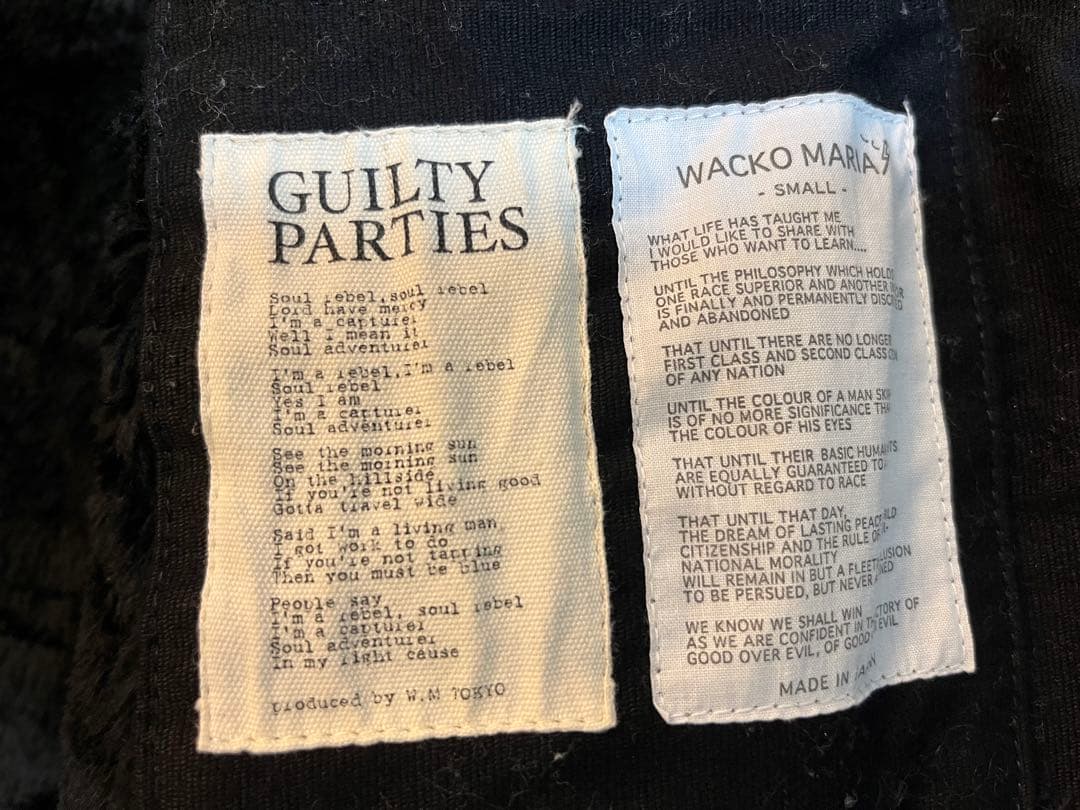 GUILTY
PARTIES
Soul rebel, soul rebel
Lord have mercy
I'm a capturer
Well I mean it
Soul adventurer
I'm a rebel, I'm a rebel
Soul rebel
Yes I am
I'm a capturer
Soul adventurer
See the morning sun
See the morning sun
On the hillside
If you're not living good
Gotta travel wide
Said I'm a living man
I got work to do
If you're not
Then you must be blue
People say
I'm a rebel, soul rebel
I'm a capturer
Soul adventurer
In my right cause
produced by W.M TOKYO
WACKO MARIA
- SMALL -
WHAT LIFE HAS TAUGHT ME
I WOULD LIKE TO SHARE WITH
THOSE WHO WANT TO LEARN....
UNTIL THE PHILOSOPHY WHICH HOLD
ONE RACE SUPERIOR AND ANOTHER
IS FINALLY AND PERMANENTLY
AND ABANDONED
THAT UNTIL THERE ARE NO LONGER
FIRST CLASS AND SECOND CLASS
OF ANY NATION
UNTIL THE COLOUR OF A MAN
IS OF NO MORE SIGNIFICANCE
THE COLOUR OF HIS EYES
THAT UNTIL THEIR BASIC
ARE EQUALLY GUARANTEED TO
WITHOUT REGARD TO RACE
THAT UNTIL THAT DAY,
THE DREAM OF LASTING
CITIZENSHIP AND THE RULE OF
NATIONAL MORALITY
WILL REMAIN IN BUT A
TO BE PERSUED, BUT NEVER
WE KNOW WE SHALL WIN
AS WE ARE CONFIDENT IN
GOOD OVER EVIL, OF GOOD
MADE IN